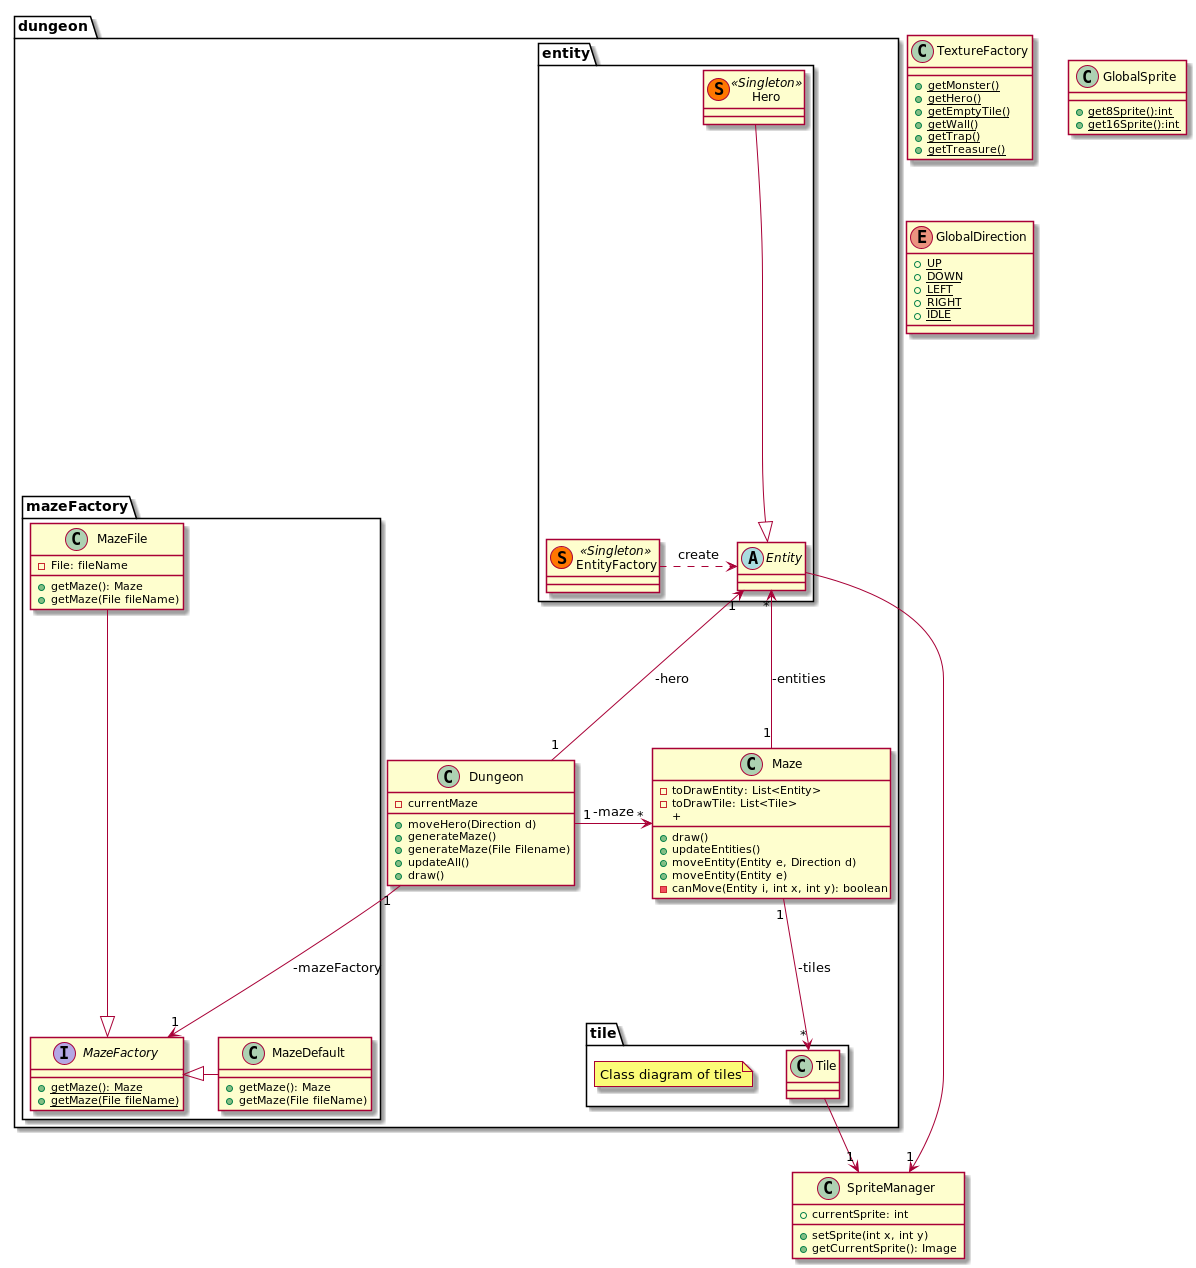 dungeon
entity
S
«Singleton»
Hero
C
TextureFactory
getMonster()
getHero()
getEmptyTile()
getWall()
getTrap()
getTreasure()
C
GlobalSprite
get8Sprite():int
get16Sprite():int
E
GlobalDirection
UP
DOWN
LEFT
RIGHT
IDLE
mazeFactory
C
MazeFile
File: fileName
getMaze(): Maze
getMaze(File fileName)
S
«Singleton»
EntityFactory
create
A
Entity
1
*
-hero
-entities
1
1
C
Dungeon
currentMaze
moveHero(Direction d)
generateMaze()
generateMaze(File Filename)
updateAll()
draw()
1
-maze
*
C
Maze
toDrawEntity: List<Entity>
toDrawTile: List<Tile>
+
draw()
updateEntities()
moveEntity(Entity e, Direction d)
moveEntity(Entity e)
canMove(Entity i, int x, int y): boolean
1
1
-mazeFactory
-tiles
1
*
I
MazeFactory
getMaze(): Maze
getMaze(File fileName)
C
MazeDefault
getMaze(): Maze
getMaze(File fileName)
tile
Class diagram of tiles
C
Tile
1
1
C
SpriteManager
currentSprite: int
setSprite(int x, int y)
getCurrentSprite(): Image